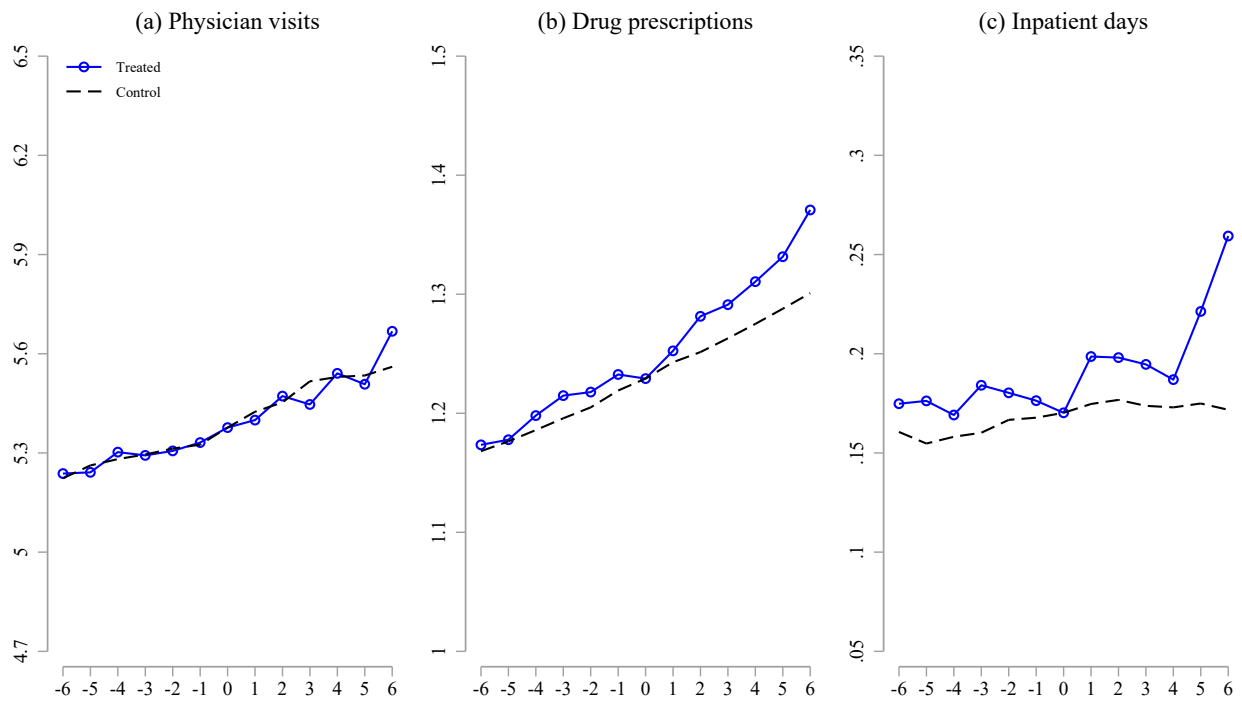 (a) Physician visits
6.5
6.2
5.9
5.6
5.3
5
4.7
Treated
Control
-6 -5 -4 -3 -2 -1 0 1 2 3 4 5 6
(b) Drug prescriptions
1.5
1.4
1.3
1.2
1.1
1
-6 -5 -4 -3 -2 -1 0 1 2 3 4 5 6
(c) Inpatient days
.35
.3
.25
.2
.15
.1
.05
-6 -5 -4 -3 -2 -1 0 1 2 3 4 5 6